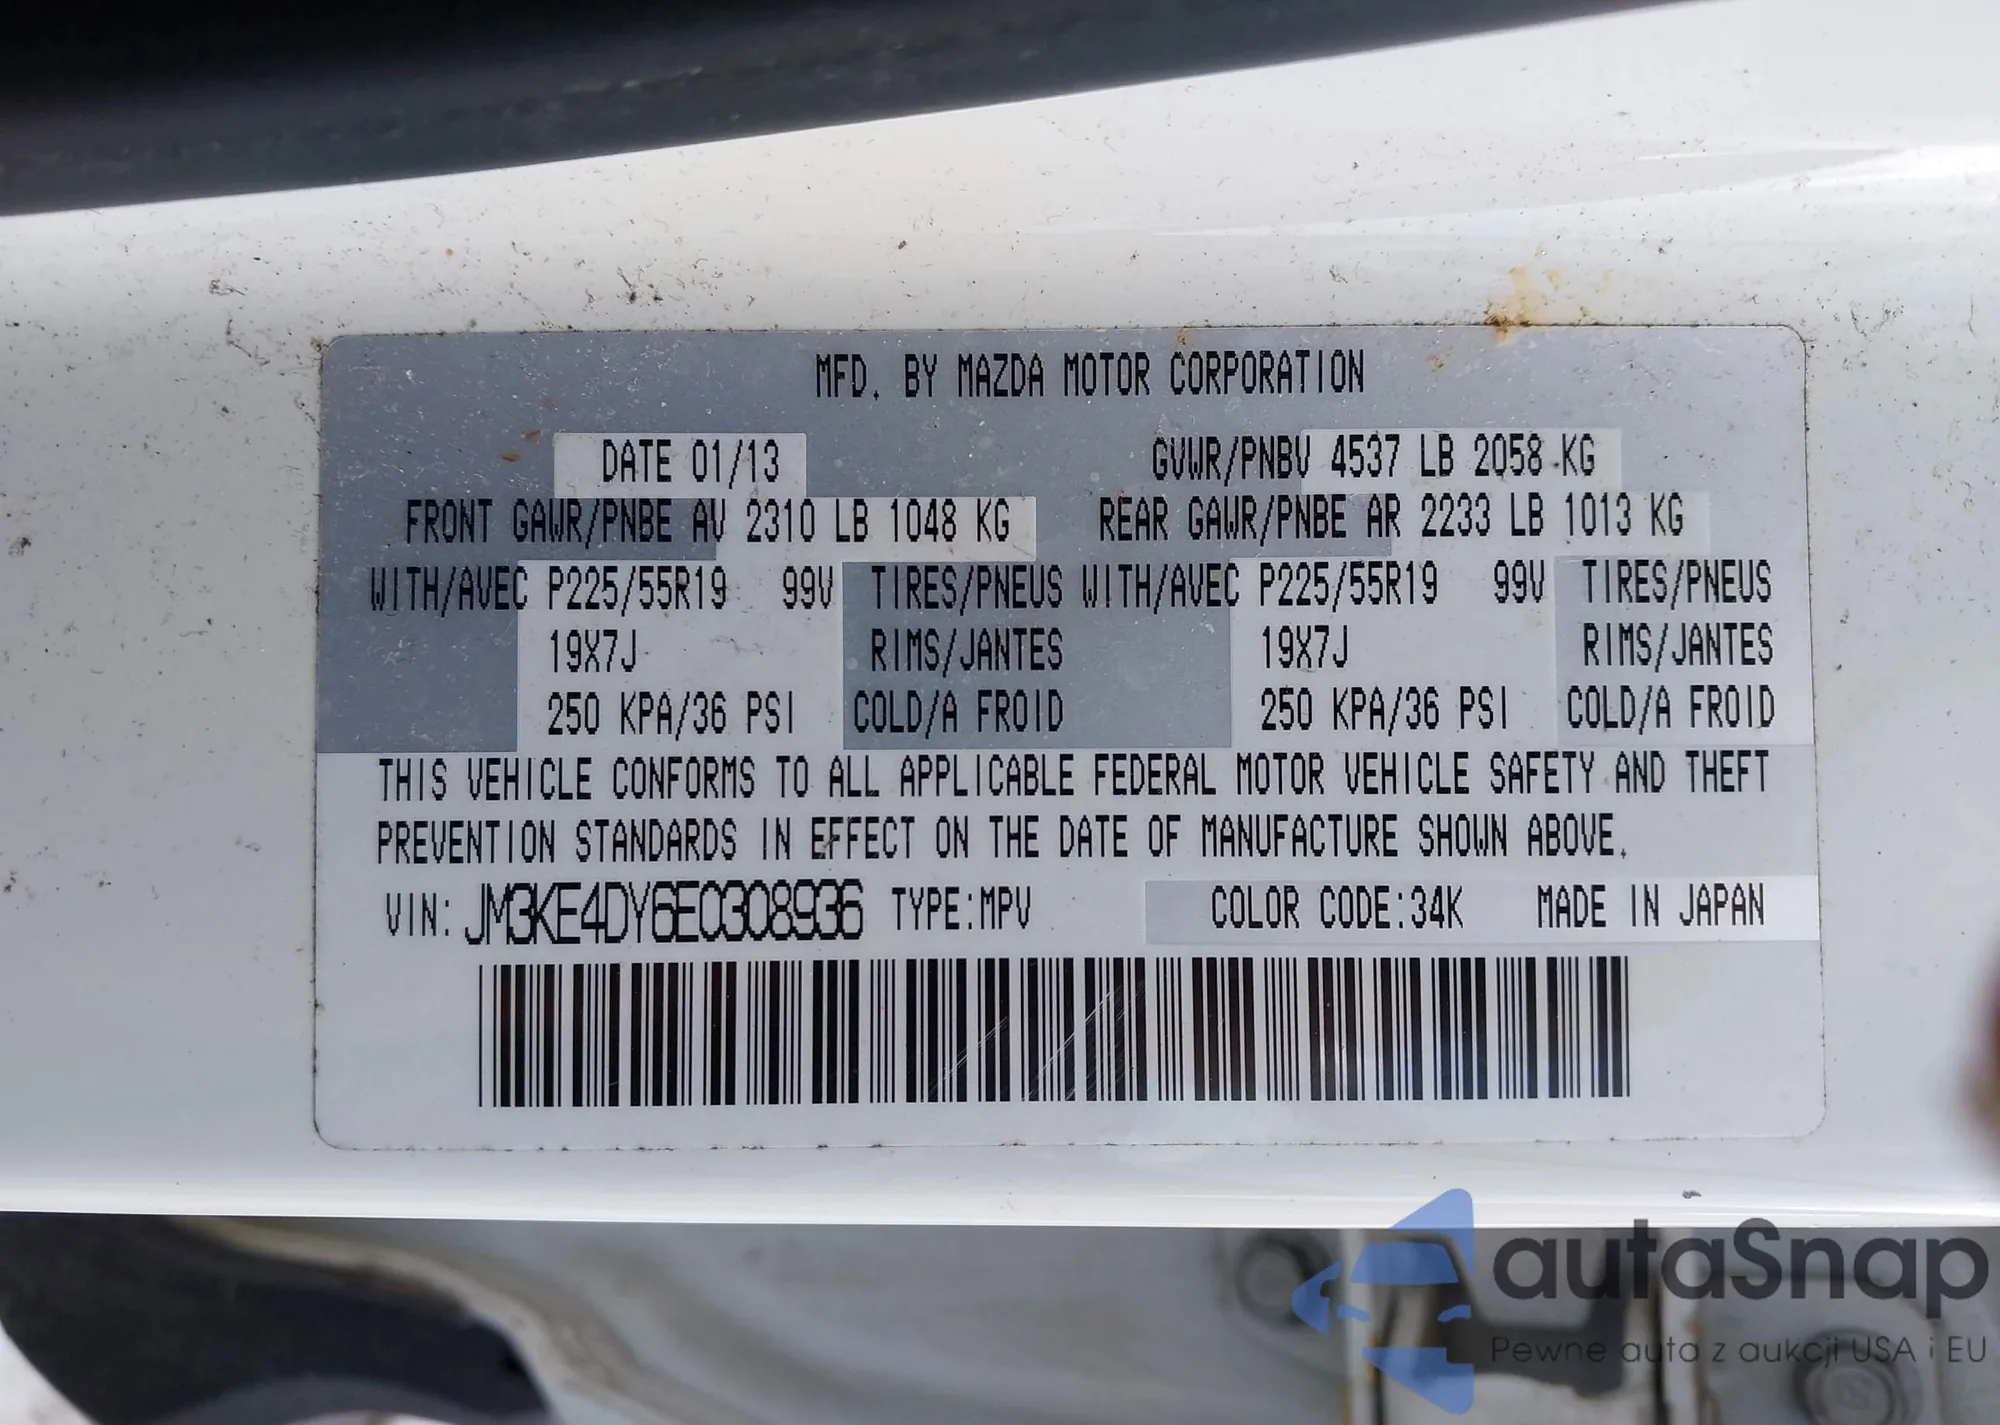 MFD. BY MAZDA MOTOR CORPORATION
DATE 01/13 GVWR/PNBV 4537 LB 2058 KG
FRONT GAWR/PNBE AV 2310 LB 1048 KG REAR GAWR/PNBE AR 2233 LB 1013 KG
WITH/AVEC P225/55R19 99V TIRES/PNEUS WITH/AVEC P225/55R19 99V TIRES/PNEUS
19X7J RIMS/JANTES 19X7J RIMS/JANTES
250 KPA/36 PSI COLD/A FROID 250 KPA/36 PSI COLD/A FROID
THIS VEHICLE CONFORMS TO ALL APPLICABLE FEDERAL MOTOR VEHICLE SAFETY AND THEFT
PREVENTION STANDARDS IN EFFECT ON THE DATE OF MANUFACTURE SHOWN ABOVE.
VIN: JM3KE4DY6E0308936 TYPE:MPV COLOR CODE:34K MADE IN JAPAN
autaSnap
Pewne auta z aukcji USA i EU